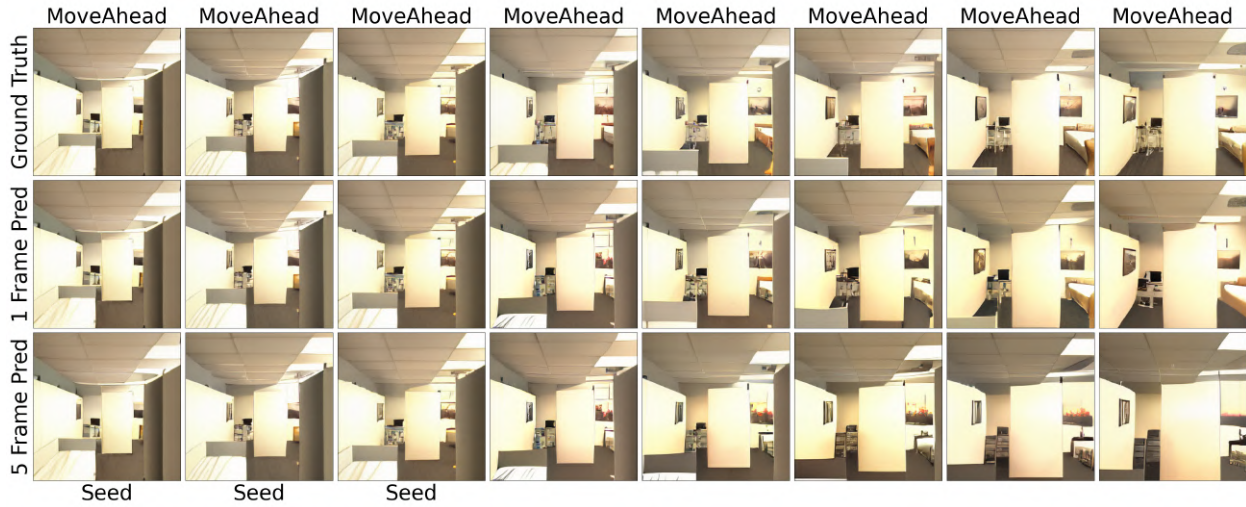 MoveAhead MoveAhead MoveAhead MoveAhead MoveAhead MoveAhead MoveAhead MoveAhead
Ground Truth
1 Frame Pred
5 Frame Pred
Seed Seed Seed